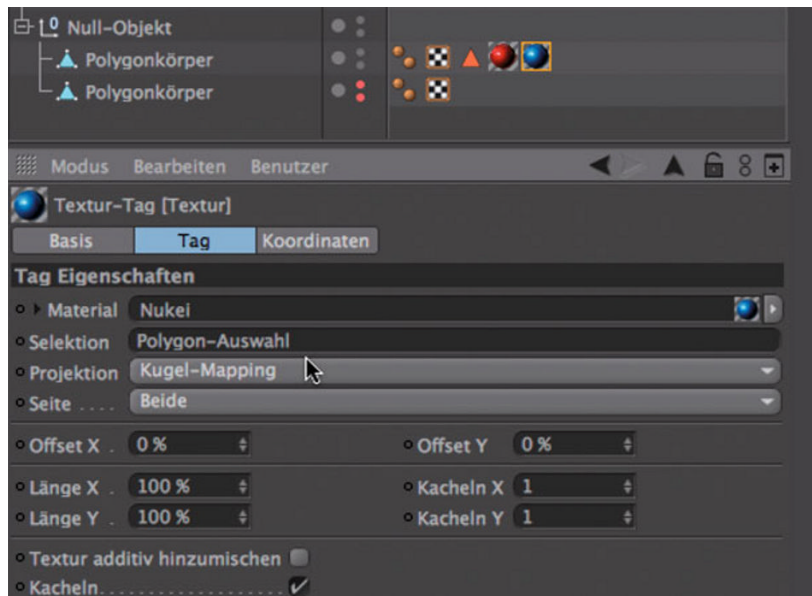 Null-Objekt
Polygonkörper
Polygonkörper
Modus Bearbeiten Benutzer
Textur-Tag [Textur]
Basis Tag Koordinaten
Tag Eigenschaften
Material Nukei
Selektion Polygon-Auswahl
Projektion Kugel-Mapping
Seite .... Beide
Offset X . 0 % Offset Y 0 %
Länge X . 100 % Kacheln X 1
Länge Y . 100 % Kacheln Y 1
Textur additiv hinzumischen
Kacheln..................